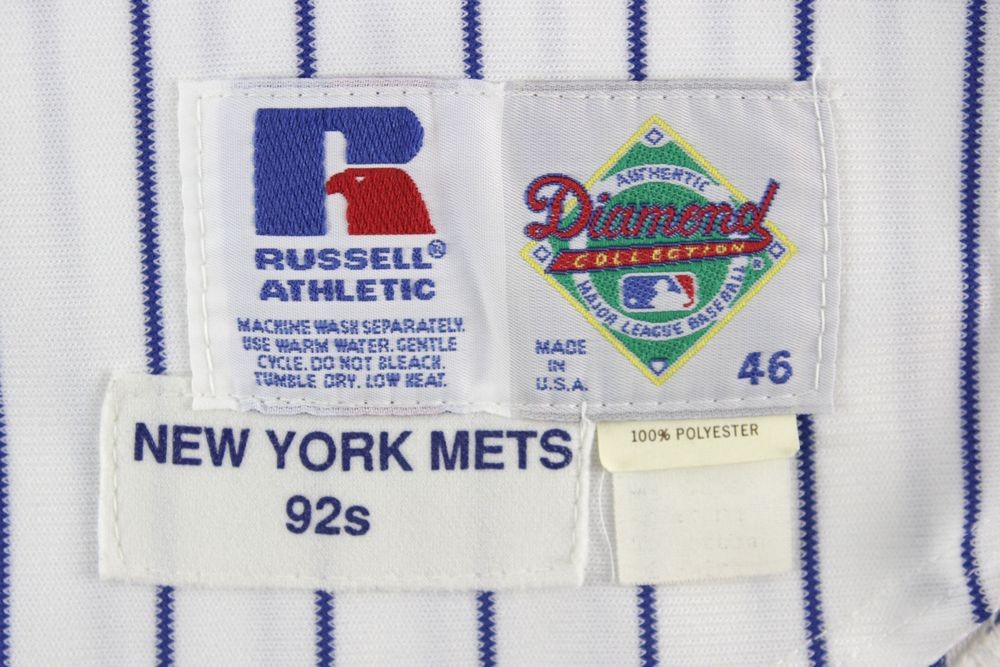 RUSSELL®
ATHLETIC
MACHINE WASH SEPARATELY.
USE WARM WATER. GENTLE
CYCLE. DO NOT BLEACH.
TUMBLE DRY. LOW HEAT.
AUTHENTIC
Diamond
COLLECTION
®
MAJOR LEAGUE BASEBALL
MADE
IN
U.S.A.
46
NEW YORK METS
92s
100% POLYESTER